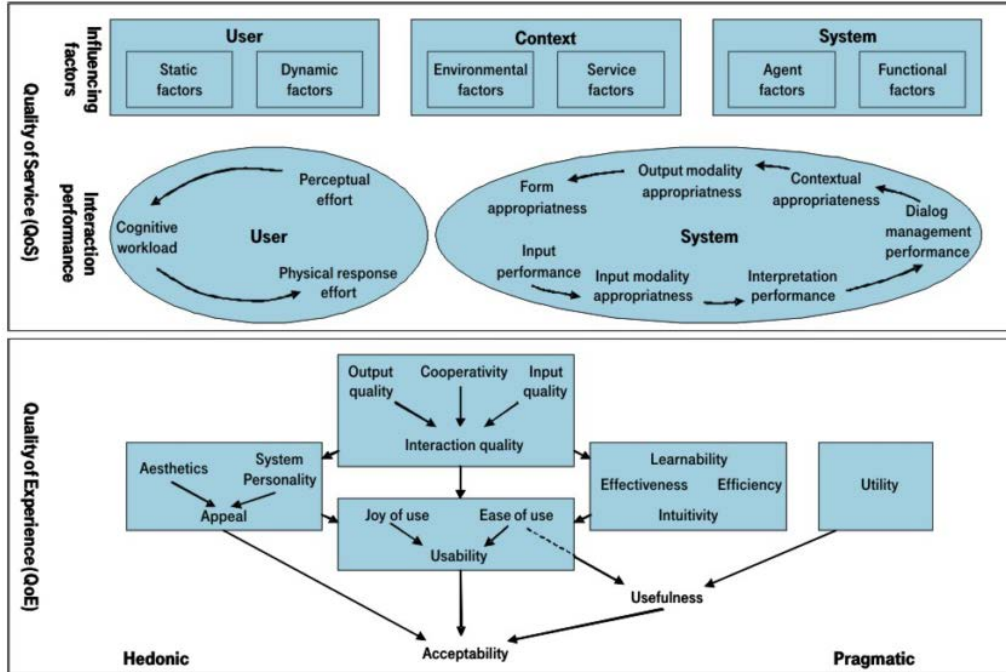 Quality of Service (QoS)
Influencing
factors
User
Static
factors
Dynamic
factors
Context
Environmental
factors
Service
factors
System
Agent
factors
Functional
factors
Interaction
performance
Perceptual
effort
Cognitive
workload
User
Physical response
effort
Form
appropriatness
Output modality
appropriatness
Contextual
appropriateness
Dialog
management
performance
System
Input
performance
Input modality
appropriatness
Interpretation
performance
Quality of Experience (QoE)
Output
quality
Cooperativity
Input
quality
Interaction quality
Aesthetics
System
Personality
Appeal
Joy of use
Ease of use
Usability
Learnability
Effectiveness
Efficiency
Intuitivity
Utility
Usefulness
Acceptability
Hedonic
Pragmatic